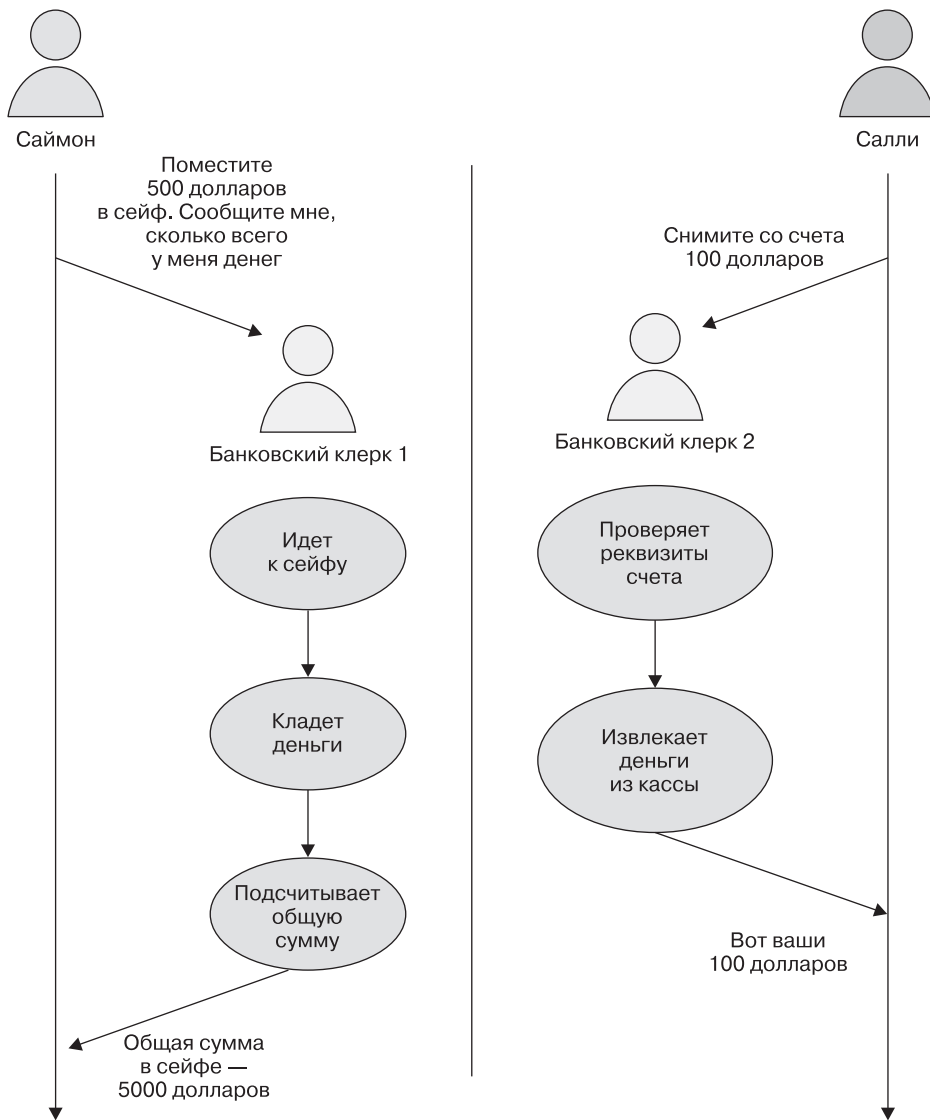 Саймон
Салли
Поместите
500 долларов
в сейф. Сообщите мне,
сколько всего
у меня денег
Снимите со счета
100 долларов
Банковский клерк 1
Банковский клерк 2
Идет
к сейфу
Проверяет
реквизиты
счета
Кладет
деньги
Извлекает
деньги
из кассы
Подсчитывает
общую
сумму
Вот ваши
100 долларов
Общая сумма
в сейфе —
5000 долларов